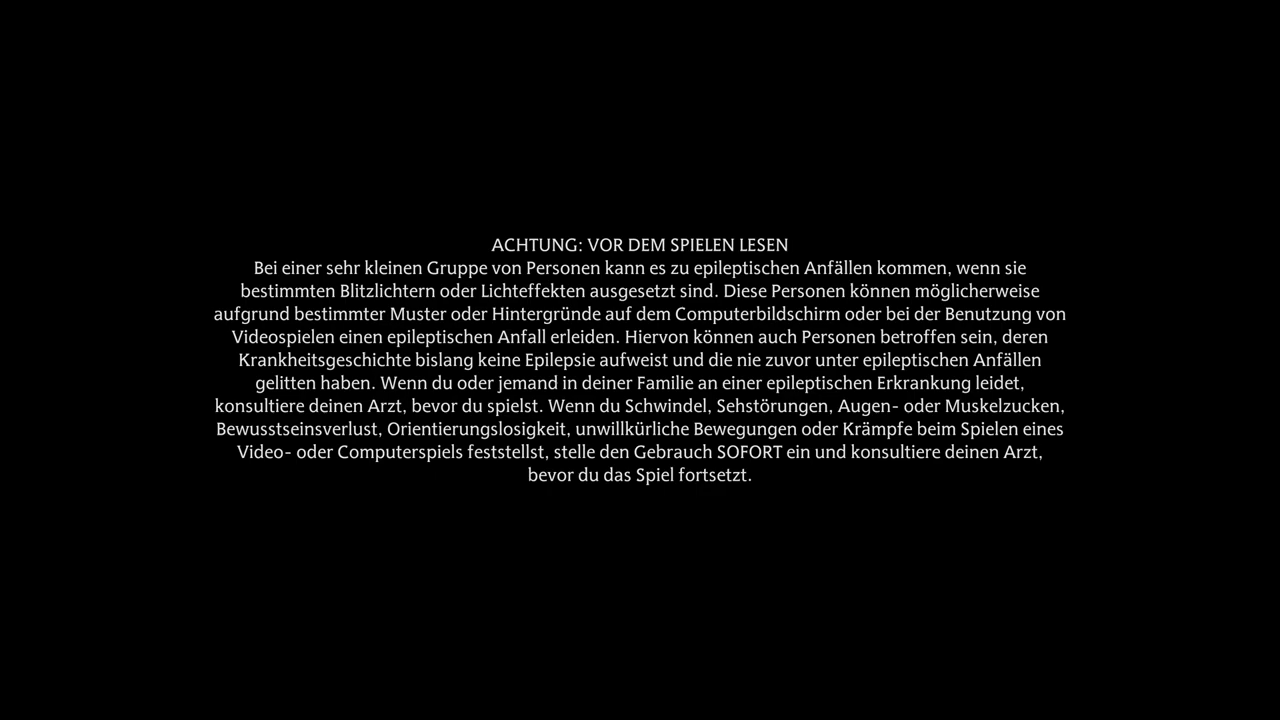 ACHTUNG: VOR DEM SPIELEN LESEN
Bei einer sehr kleinen Gruppe von Personen kann es zu epileptischen Anfällen kommen, wenn sie
bestimmten Blitzlichtern oder Lichteffekten ausgesetzt sind. Diese Personen können möglicherweise
aufgrund bestimmter Muster oder Hintergründe auf dem Computerbildschirm oder bei der Benutzung von
Videospielen einen epileptischen Anfall erleiden. Hiervon können auch Personen betroffen sein, deren
Krankheitsgeschichte bislang keine Epilepsie aufweist und die nie zuvor unter epileptischen Anfällen
gelitten haben. Wenn du oder jemand in deiner Familie an einer epileptischen Erkrankung leidet,
konsultiere deinen Arzt, bevor du spielst. Wenn du Schwindel, Sehstörungen, Augen- oder Muskelzucken,
Bewusstseinsverlust, Orientierungslosigkeit, unwillkürliche Bewegungen oder Krämpfe beim Spielen eines
Video- oder Computerspiels feststellst, stelle den Gebrauch SOFORT ein und konsultiere deinen Arzt,
bevor du das Spiel fortsetzt.